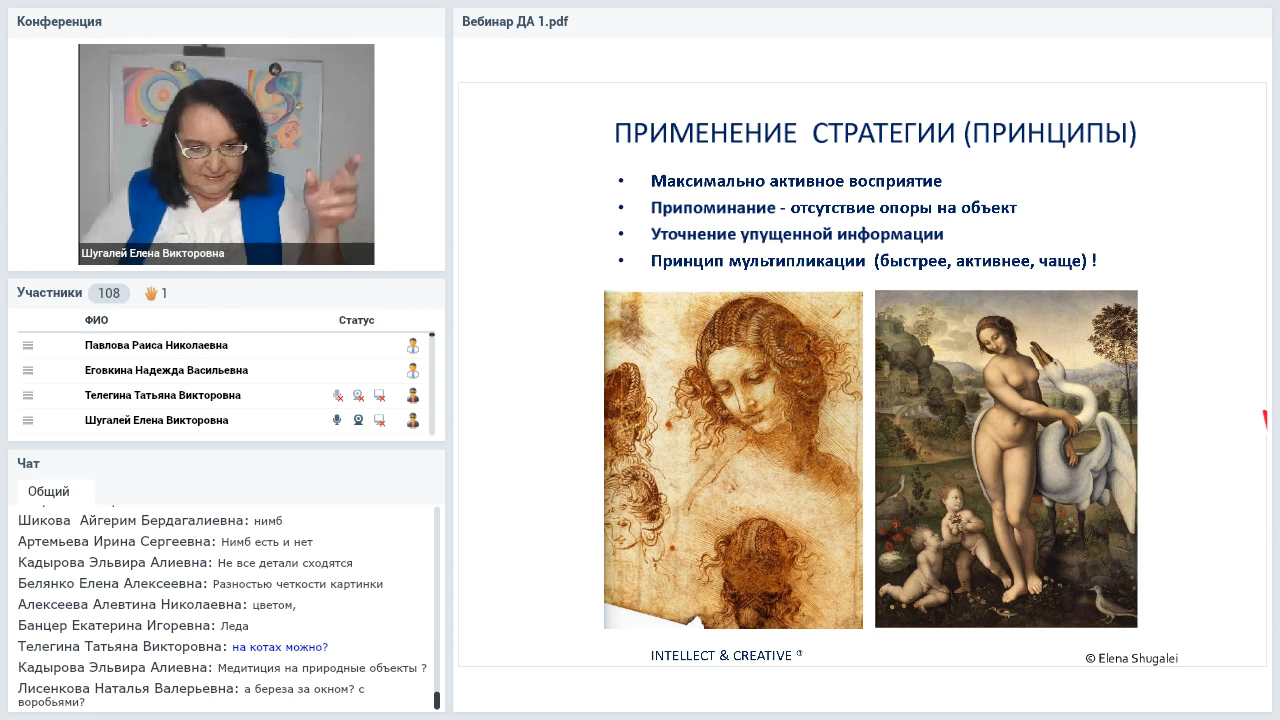 Конференция
Шугалей Елена Викторовна
Участники 108 1
ФИО Статус
Павлова Раиса Николаевна
Еговкина Надежда Васильевна
Телегина Татьяна Викторовна
Шугалей Елена Викторовна
Чат
Общий
Шикова Айгерим Бердагалиевна: нимб
Артемьева Ирина Сергеевна: Нимб есть и нет
Кадырова Эльвира Алиевна: Не все детали сходятся
Белянко Елена Алексеевна: Разностью четкости картинки
Алексеева Алевтина Николаевна: цветом,
Банцер Екатерина Игоревна: Леда
Телегина Татьяна Викторовна: на котах можно?
Кадырова Эльвира Алиевна: Медитиция на природные объекты ?
Лисенкова Наталья Валерьевна: а береза за окном? с
воробьями?
Вебинар ДА 1.pdf
ПРИМЕНЕНИЕ СТРАТЕГИИ (ПРИНЦИПЫ)
• Максимально активное восприятие
• Припоминание - отсутствие опоры на объект
• Уточнение упущенной информации
• Принцип мультипликации (быстрее, активнее, чаще) !
INTELLECT & CREATIVE ®
© Elena Shugalei